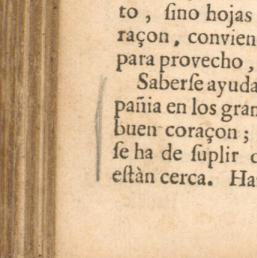 to, ſino hojas
raçon, convien
para provecho,
Saberſe ayuda
pañia en los gran
buen coraçon;
ſe ha de ſuplir
eſtàn cerca. Ha